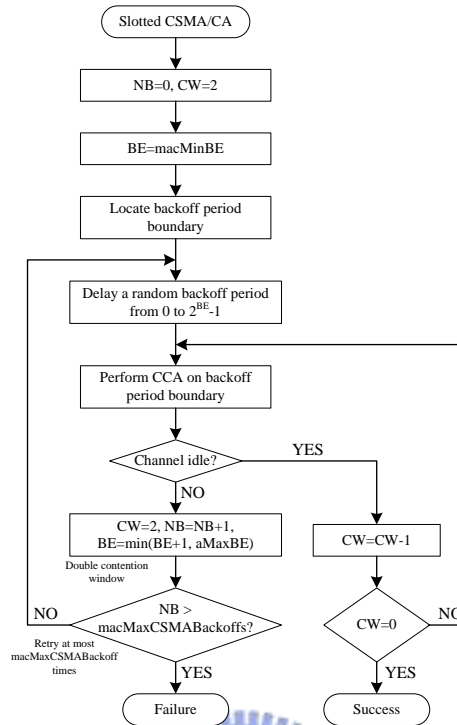 Slotted CSMA/CA
NB=0, CW=2
BE=macMinBE
Locate backoff period
boundary
Delay a random backoff period
from 0 to 2^BE-1
Perform CCA on backoff
period boundary
Channel idle?
YES
NO
CW=2, NB=NB+1,
BE=min(BE+1, aMaxBE)
CW=CW-1
Double contention
window
NO
NB >
macMaxCSMABackoffs?
CW=0
NO
Retry at most
macMaxCSMABackoff
times
YES
YES
Failure
Success